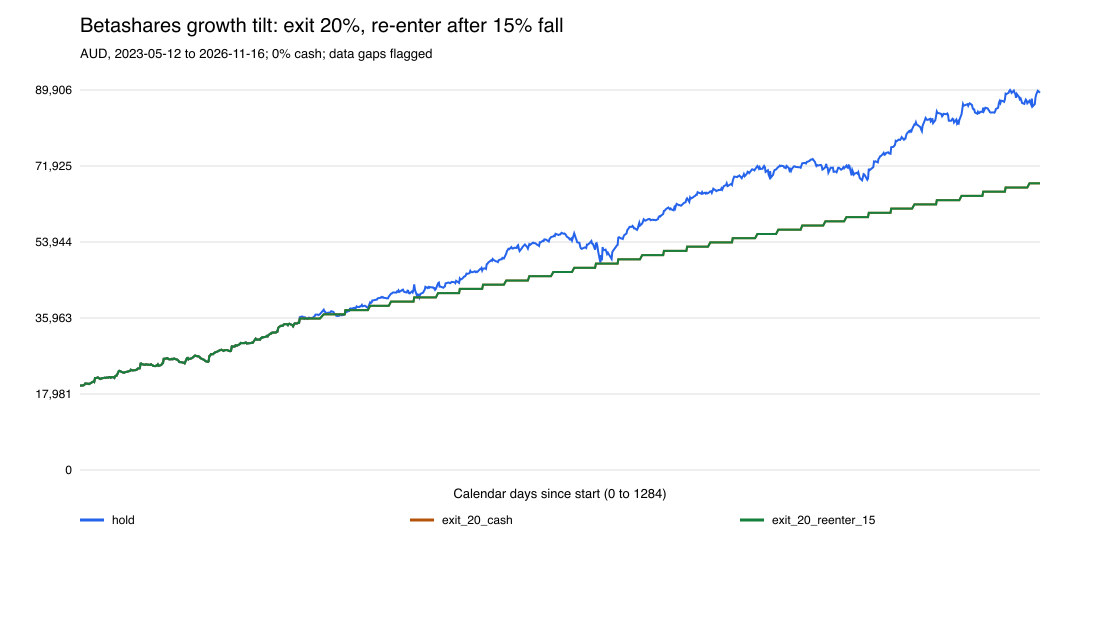 Betashares growth tilt: exit 20%, re-enter after 15% fall
AUD, 2023-05-12 to 2026-11-16; 0% cash; data gaps flagged
89,906
71,925
53,944
35,963
17,981
0
Calendar days since start (0 to 1284)
hold
exit_20_cash
exit_20_reenter_15